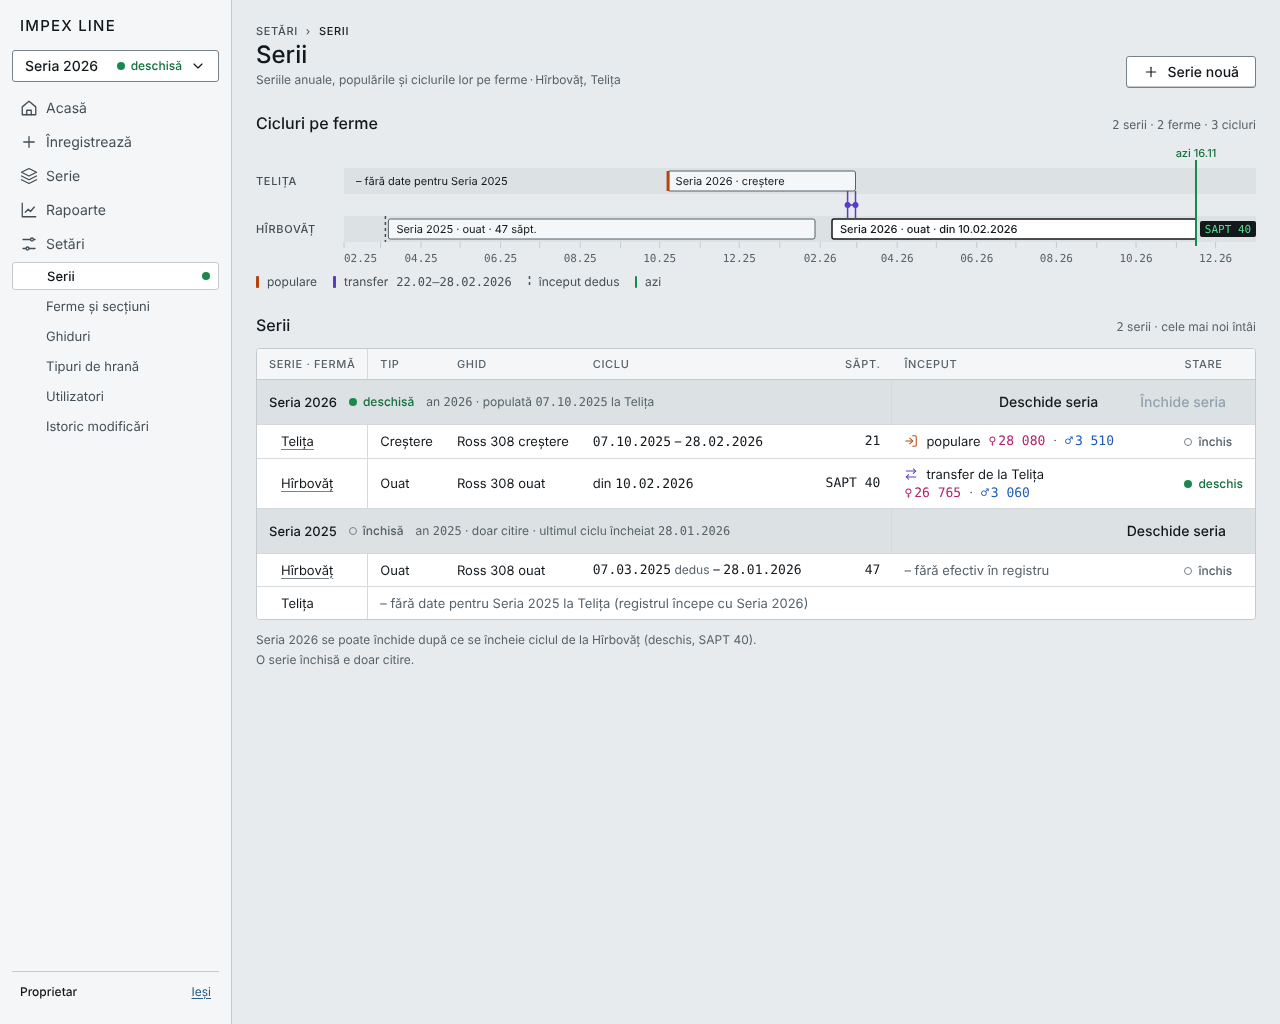 IMPEX LINE
Seria 2026 deschisă
Acasă
Înregistrează
Serie
Rapoarte
Setări
Serii
Ferme și secțiuni
Ghiduri
Tipuri de hrană
Utilizatori
Istoric modificări
Proprietar Ieși
SETĂRI › SERII
Serii
Seriile anuale, populările și ciclurile lor pe ferme · Hîrbovăț, Telița
+ Serie nouă
Cicluri pe ferme 2 serii · 2 ferme · 3 cicluri
azi 16.11
TELIȚA – fără date pentru Seria 2025 Seria 2026 · creștere
HÎRBOVĂȚ Seria 2025 · ouat · 47 săpt. Seria 2026 · ouat · din 10.02.2026 SAPT 40
02.25 04.25 06.25 08.25 10.25 12.25 02.26 04.26 06.26 08.26 10.26 12.26
populare transfer 22.02–28.02.2026 început dedus azi
Serii 2 serii · cele mai noi întâi
SERIE · FERMĂ TIP GHID CICLU SĂPT. ÎNCEPUT STARE
Seria 2026 deschisă an 2026 · populată 07.10.2025 la Telița Deschide seria Închide seria
Telița Creștere Ross 308 creștere 07.10.2025 – 28.02.2026 21 populare ♀28 080 · ♂3 510 închis
Hîrbovăț Ouat Ross 308 ouat din 10.02.2026 SAPT 40 transfer de la Telița
♀26 765 · ♂3 060 deschis
Seria 2025 închisă an 2025 · doar citire · ultimul ciclu încheiat 28.01.2026 Deschide seria
Hîrbovăț Ouat Ross 308 ouat 07.03.2025 dedus – 28.01.2026 47 – fără efectiv în registru închis
Telița – fără date pentru Seria 2025 la Telița (registrul începe cu Seria 2026)
Seria 2026 se poate închide după ce se încheie ciclul de la Hîrbovăț (deschis, SAPT 40).
O serie închisă e doar citire.